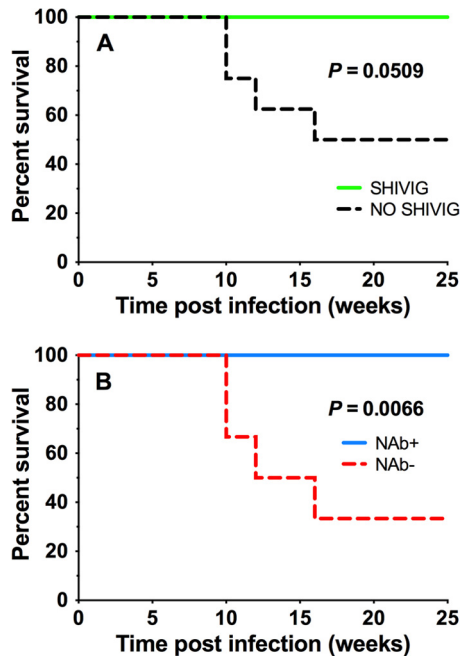 A
P = 0.0509
100
80
60
40
20
0
Percent survival
SHIVIG
NO SHIVIG
0 5 10 15 20 25
Time post infection (weeks)
B
P = 0.0066
100
80
60
40
20
0
Percent survival
NAb+
NAb-
0 5 10 15 20 25
Time post infection (weeks)